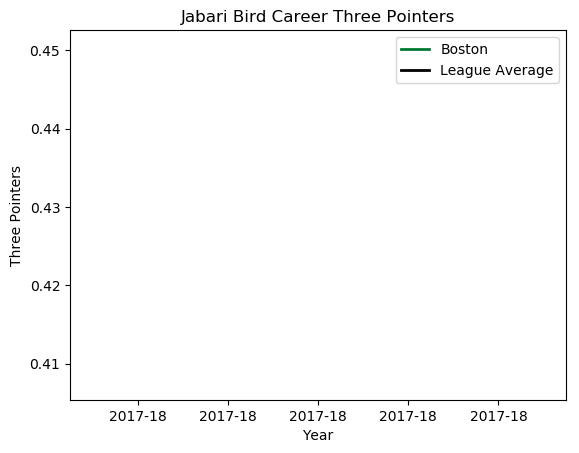 Jabari Bird Career Three Pointers
Boston
League Average
0.45
0.44
0.43
0.42
0.41
Three Pointers
2017-18 2017-18 2017-18 2017-18 2017-18
Year